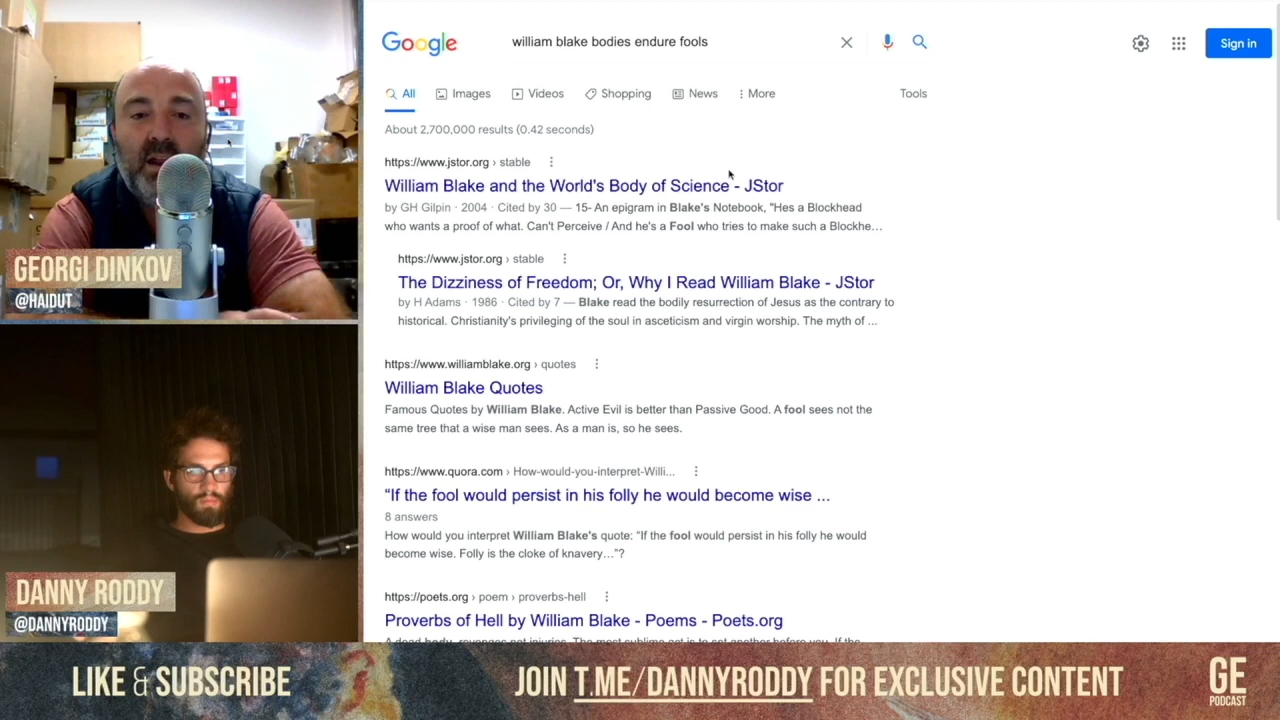 GEORGI DINKOV
@HAIDUT
DANNY RODDY
@DANNYRODDY
Google
william blake bodies endure fools
Sign in
All
Images
Videos
Shopping
News
More
Tools
About 2,700,000 results (0.42 seconds)
https://www.jstor.org › stable
William Blake and the World's Body of Science - JStor
by GH Gilpin · 2004 · Cited by 30 — 15- An epigram in Blake's Notebook, "Hes a Blockhead
who wants a proof of what. Can't Perceive / And he's a Fool who tries to make such a Blockhe...
https://www.jstor.org › stable
The Dizziness of Freedom; Or, Why I Read William Blake - JStor
by H Adams · 1986 · Cited by 7 — Blake read the bodily resurrection of Jesus as the contrary to
historical. Christianity's privileging of the soul in asceticism and virgin worship. The myth of ...
https://www.williamblake.org › quotes
William Blake Quotes
Famous Quotes by William Blake. Active Evil is better than Passive Good. A fool sees not the
same tree that a wise man sees. As a man is, so he sees.
https://www.quora.com › How-would-you-interpret-Willi...
“If the fool would persist in his folly he would become wise ...
8 answers
How would you interpret William Blake's quote: “If the fool would persist in his folly he would
become wise. Folly is the cloke of knavery…”?
https://poets.org › poem › proverbs-hell
Proverbs of Hell by William Blake - Poems - Poets.org
LIKE & SUBSCRIBE
JOIN T.ME/DANNYRODDY FOR EXCLUSIVE CONTENT
GE
PODCAST